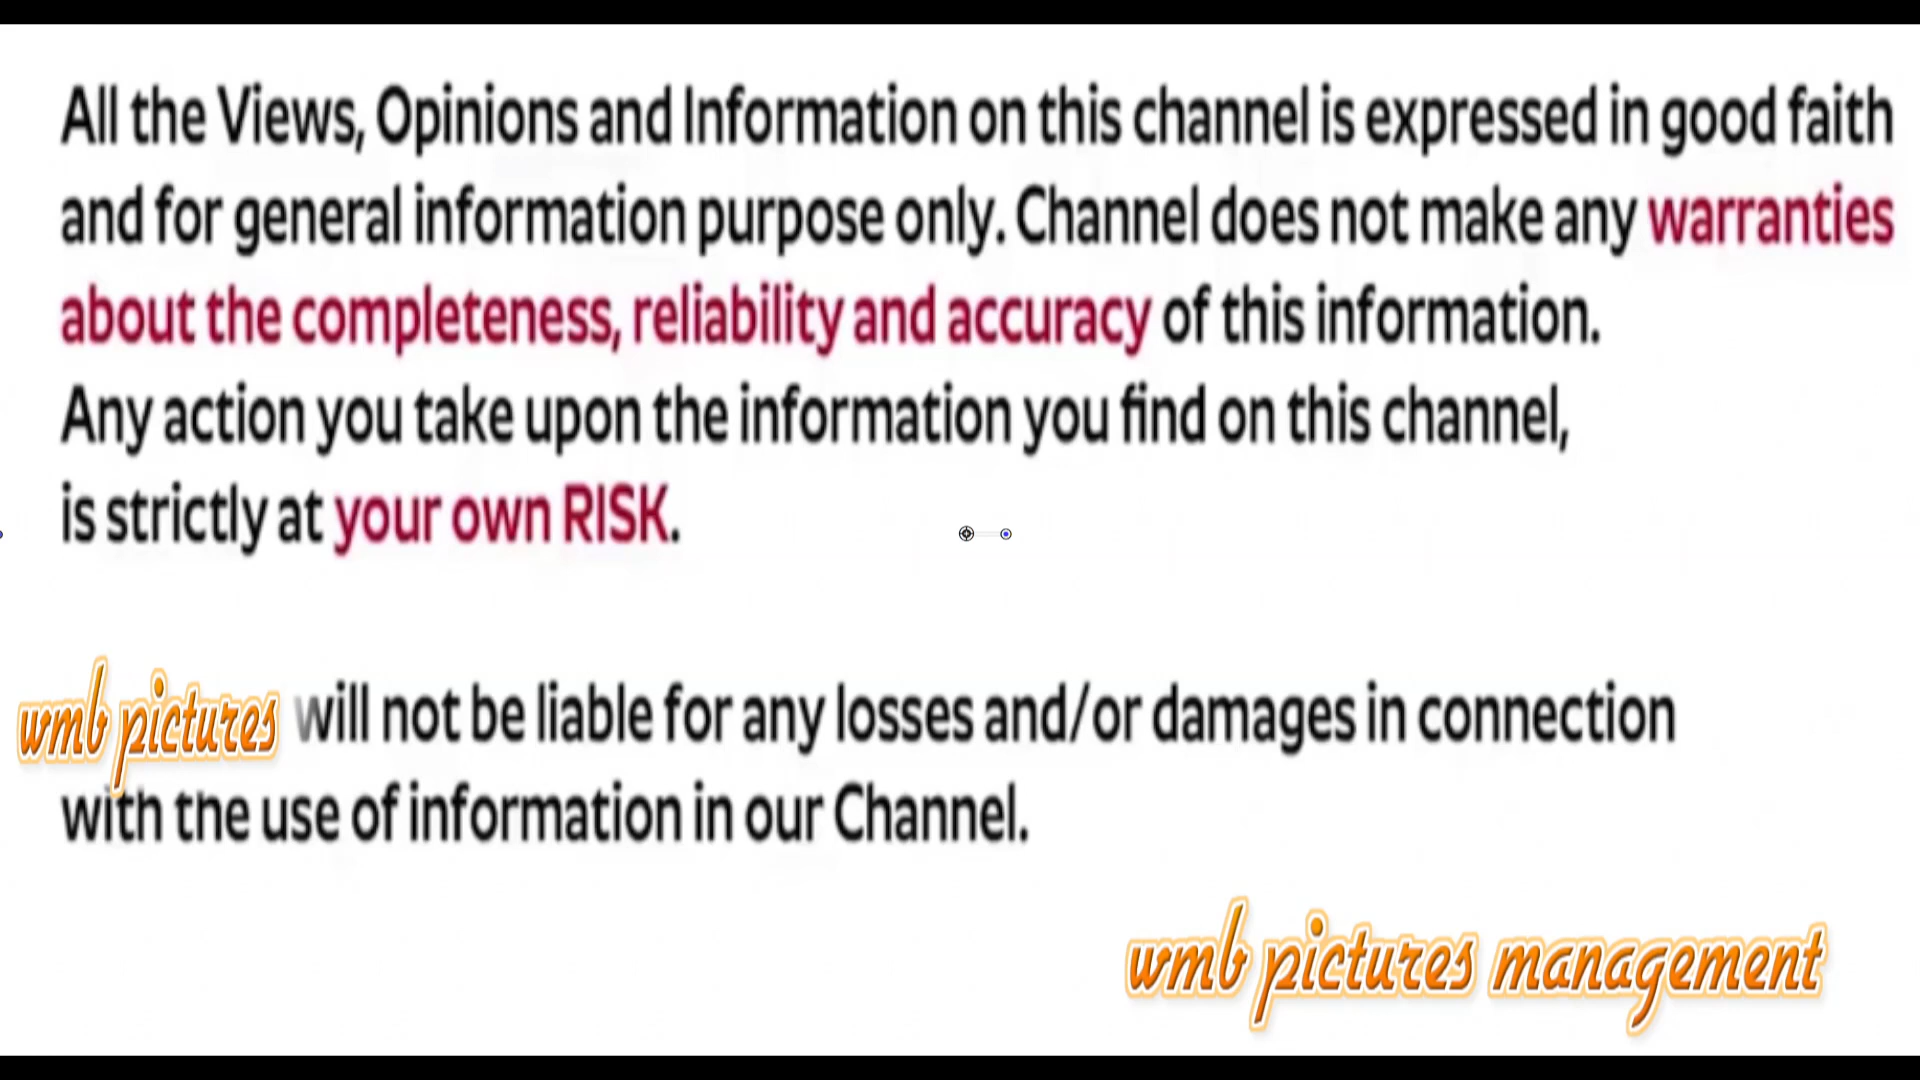 All the Views, Opinions and Information on this channel is expressed in good faith
and for general information purpose only. Channel does not make any warranties
about the completeness, reliability and accuracy of this information.
Any action you take upon the information you find on this channel,
is strictly at your own RISK.
wmb pictures will not be liable for any losses and/or damages in connection
with the use of information in our Channel.
wmb pictures management